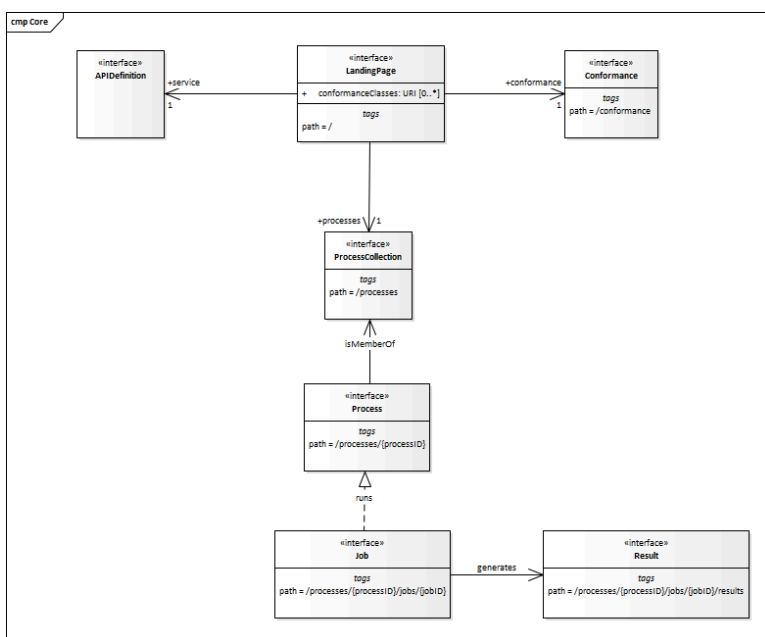 cmp Core
«interface»
APIDefinition
+service
1
«interface»
LandingPage
+ conformanceClasses: URI [0..*]
tags
path = /
+conformance
1
«interface»
Conformance
tags
path = /conformance
+processes
1
«interface»
ProcessCollection
tags
path = /processes
isMemberOf
«interface»
Process
tags
path = /processes/{processID}
runs
«interface»
Job
tags
path = /processes/{processID}/jobs/{jobID}
generates
«interface»
Result
tags
path = /processes/{processID}/jobs/{jobID}/results